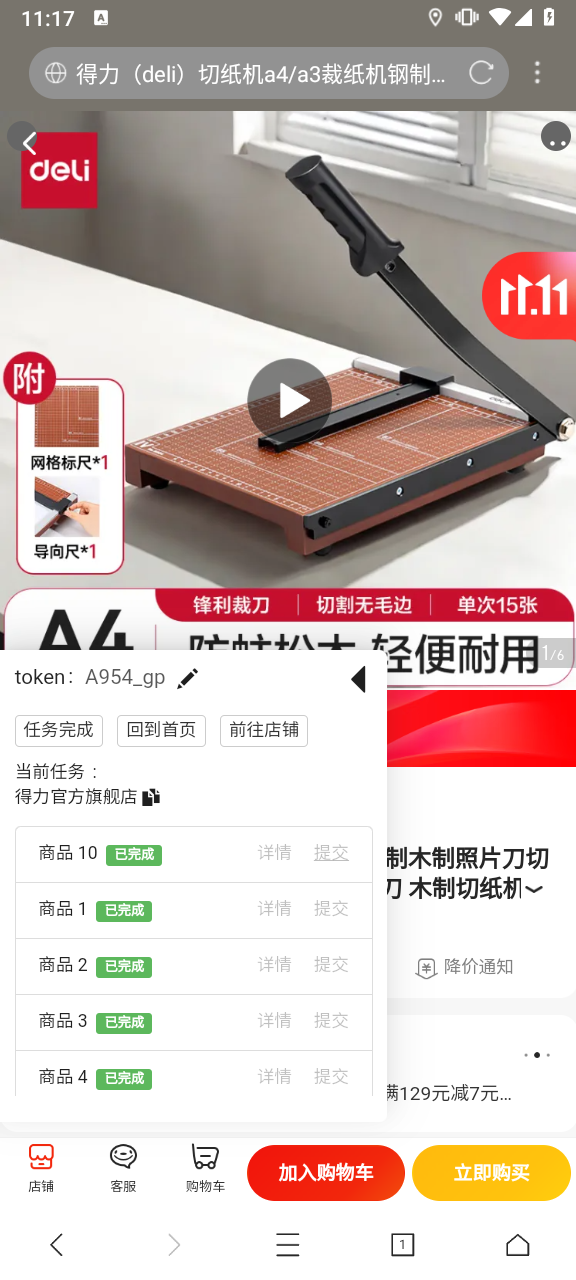 11:17
A
得力（deli）切纸机a4/a3裁纸机钢制...
deli
11.11
附
网格标尺*1
导向尺*1
锋利裁刀 切割无毛边 单次15张
A4 防蛀松木 轻便耐用
1/6
token： A954_gp
任务完成 回到首页 前往店铺
当前任务：
得力官方旗舰店
商品 10 已完成 详情 提交
商品 1 已完成 详情 提交
商品 2 已完成 详情 提交
商品 3 已完成 详情 提交
商品 4 已完成 详情 提交
制木制照片刀切
刀 木制切纸机
降价通知
满129元减7元...
店铺 客服 购物车 加入购物车 立即购买
1